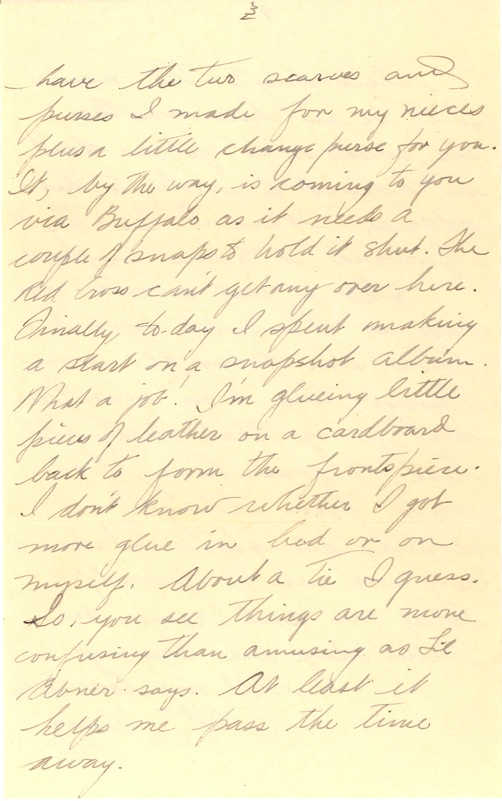 3
have the two scarves and
purses I made for my nieces
plus a little change purse for you.
It, by the way, is coming to you
via Buffalo as it needs a
couple of snaps to hold it shut. The
Red Cross can't get any over here.
Finally, to-day I spent making
a start on a snapshot album.
What a job! I'm glueing little
pieces of leather on a cardboard
back to form the frontspiece.
I don't know whether I got
more glue in bed or on
myself. About a tie I guess.
So, you see things are more
confusing than amusing as Lil
Abner says. At least it
helps me pass the time
away.